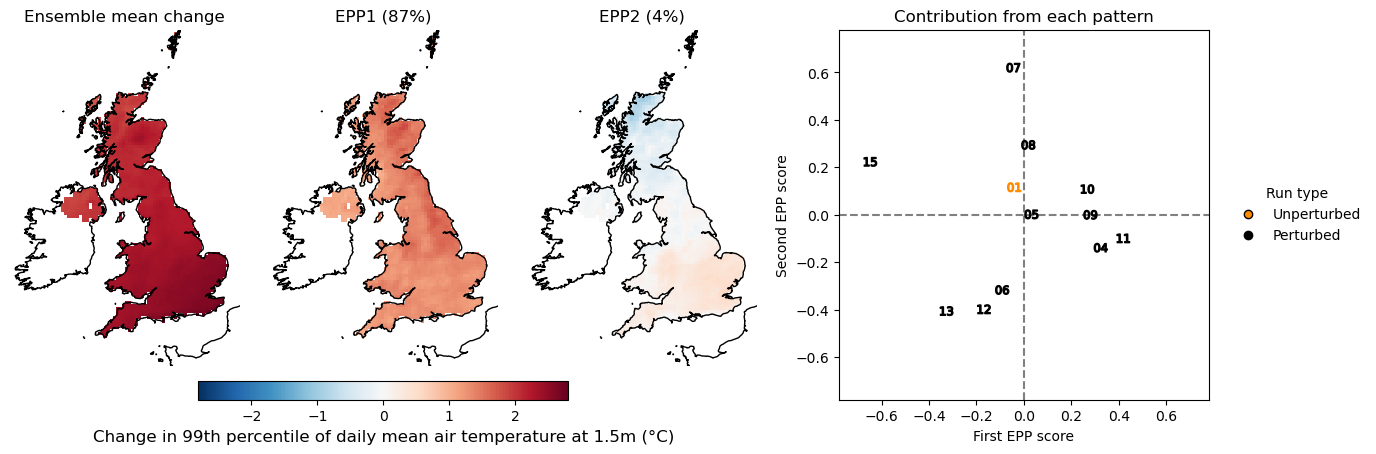 Ensemble mean change
EPP1 (87%)
EPP2 (4%)
Contribution from each pattern
−2 −1 0 1 2
Change in 99th percentile of daily mean air temperature at 1.5m (°C)
Second EPP score
0.6
0.4
0.2
0.0
−0.2
−0.4
−0.6
07
08
15
01
10
05
09
11
04
06
13
12
−0.6 −0.4 −0.2 0.0 0.2 0.4 0.6
First EPP score
Run type
Unperturbed
Perturbed